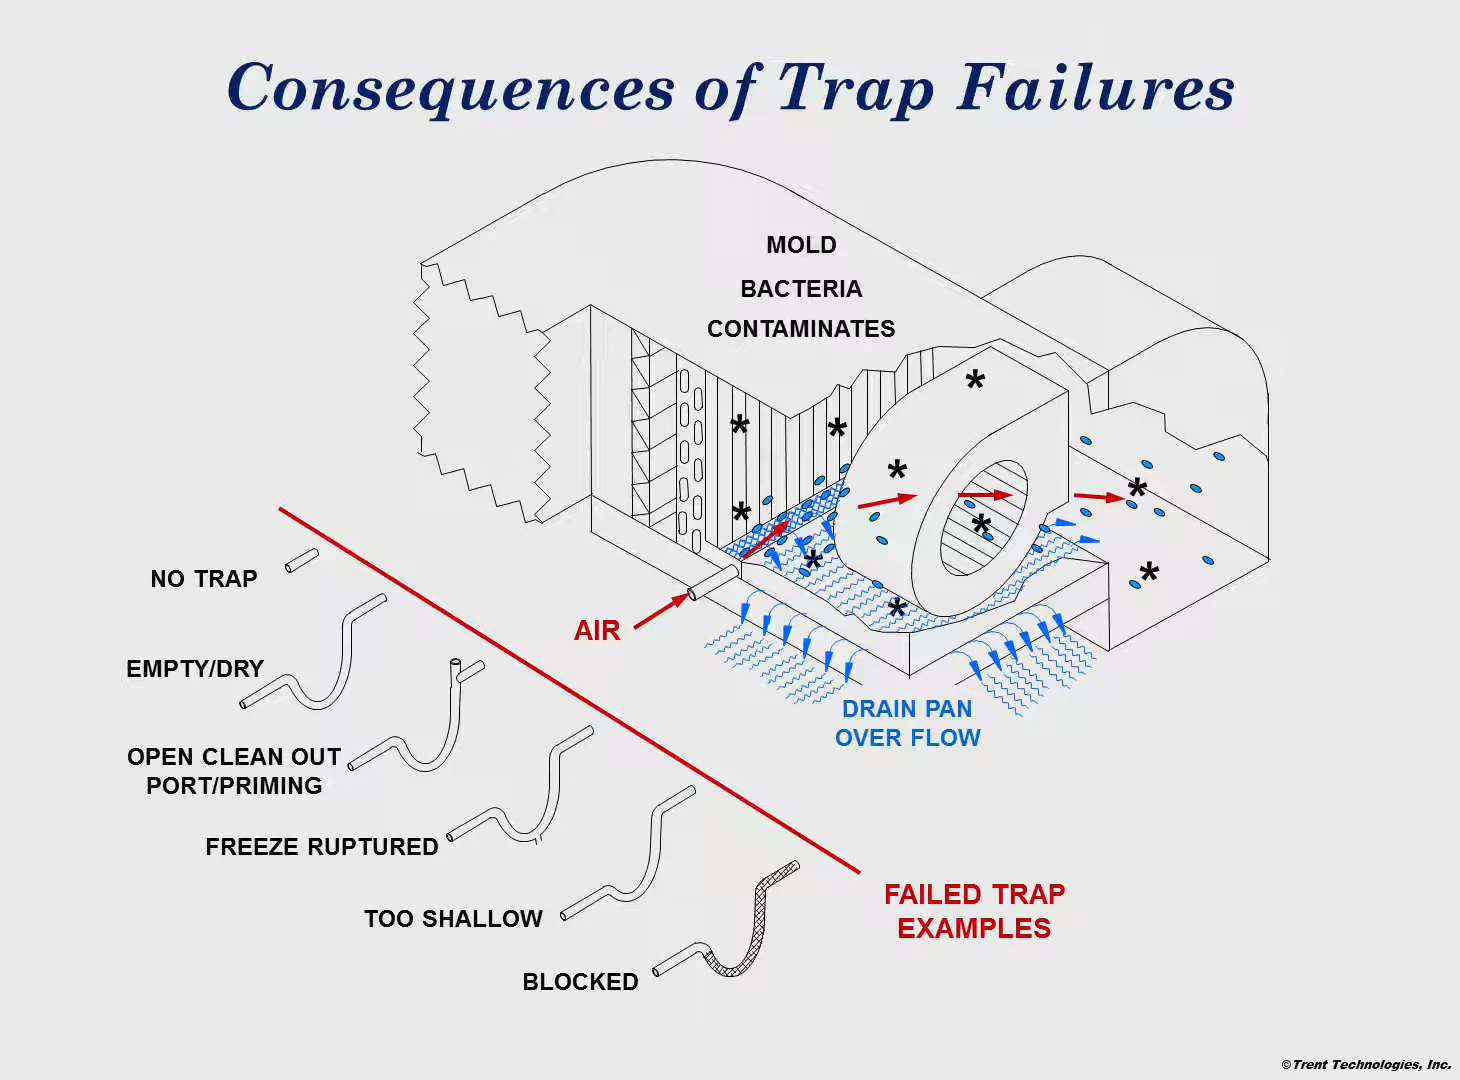 Consequences of Trap Failures
MOLD
BACTERIA
CONTAMINATES
NO TRAP
AIR
EMPTY/DRY
DRAIN PAN
OVER FLOW
OPEN CLEAN OUT
PORT/PRIMING
FREEZE RUPTURED
TOO SHALLOW
FAILED TRAP
EXAMPLES
BLOCKED
©Trent Technologies, Inc.